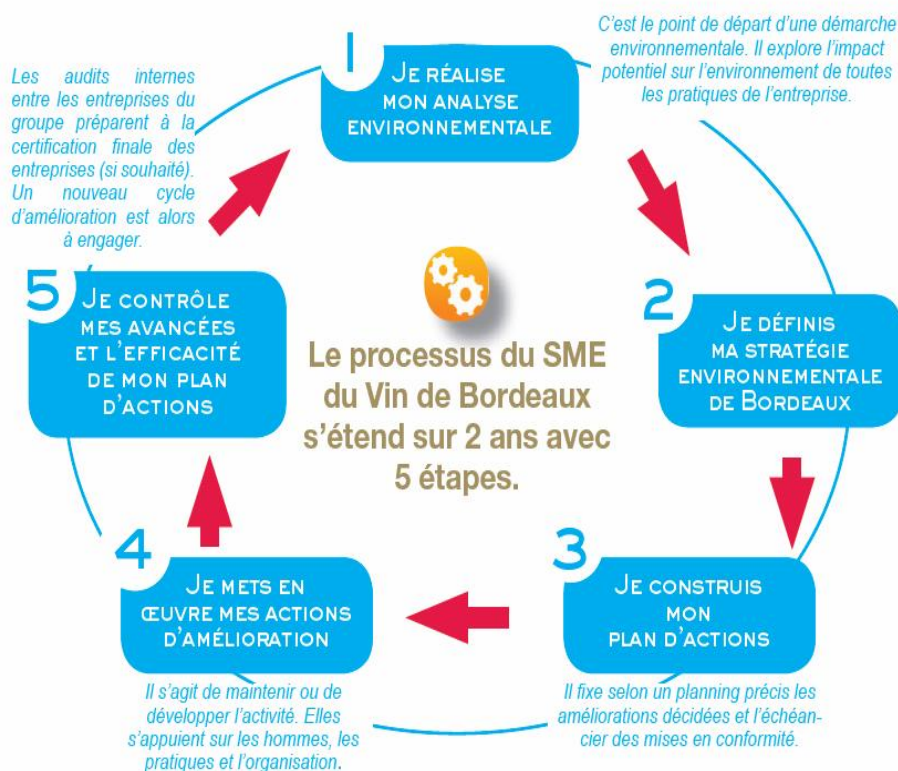 1
JE RÉALISE
MON ANALYSE
ENVIRONNEMENTALE
C'est le point de départ d'une démarche
environnementale. Il explore l'impact
potentiel sur l'environnement de toutes
les pratiques de l'entreprise.
2
JE DÉFINIS
MA STRATÉGIE
ENVIRONNEMENTALE
DE BORDEAUX
3
JE CONSTRUIS
MON
PLAN D'ACTIONS
Il fixe selon un planning précis les
améliorations décidées et l'échéan-
cier des mises en conformité.
4
JE METS EN
ŒUVRE MES ACTIONS
D'AMÉLIORATION
Il s'agit de maintenir ou de
développer l'activité. Elles
s'appuient sur les hommes, les
pratiques et l'organisation.
5
JE CONTRÔLE
MES AVANCÉES
ET L'EFFICACITÉ
DE MON PLAN
D'ACTIONS
Les audits internes
entre les entreprises du
groupe préparent à la
certification finale des
entreprises (si souhaité).
Un nouveau cycle
d'amélioration est alors
à engager.
Le processus du SME
du Vin de Bordeaux
s'étend sur 2 ans avec
5 étapes.